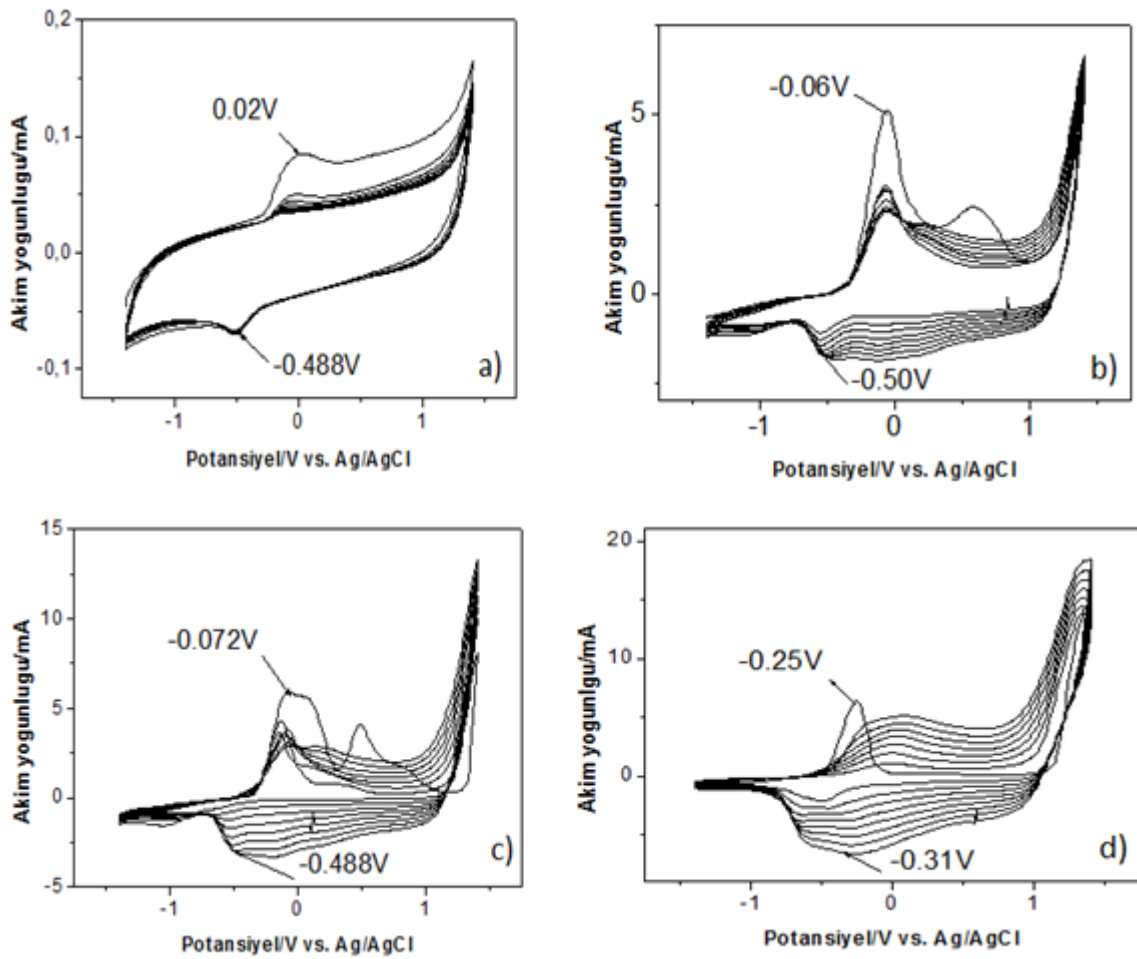 0,2
0,1
0,0
-0,1
Akim yogunlugu/mA
0.02V
-0.488V
a)
-1
0
1
Potansiyel/V vs. Ag/AgCl
5
0
Akim yogunlugu/mA
-0.06V
-0.50V
b)
-1
0
1
Potansiyel/V vs. Ag/AgCl
15
10
5
0
-5
Akim yogunlugu/mA
-0.072V
-0.488V
c)
-1
0
1
Potansiyel/V vs. Ag/AgCl
20
10
0
Akim yogunlgu/mA
-0.25V
-0.31V
d)
-1
0
1
Potansiyel/V vs. Ag/AgCl